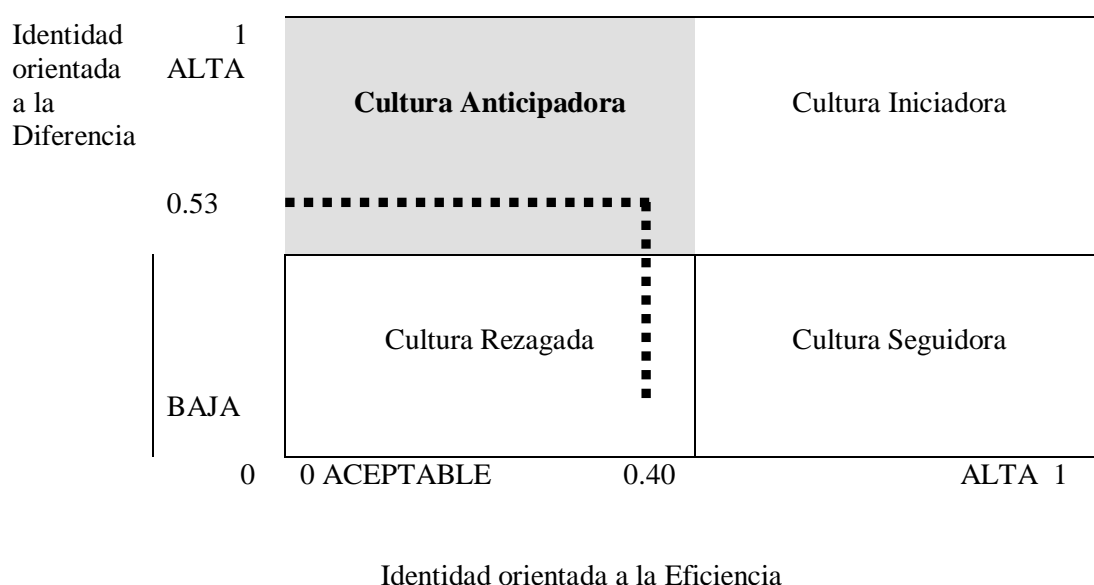 Identidad 1
orientada ALTA
a la Cultura Anticipadora Cultura Iniciadora
Diferencia
0.53
Cultura Rezagada Cultura Seguidora
BAJA
0 0 ACEPTABLE 0.40 ALTA 1
Identidad orientada a la Eficiencia